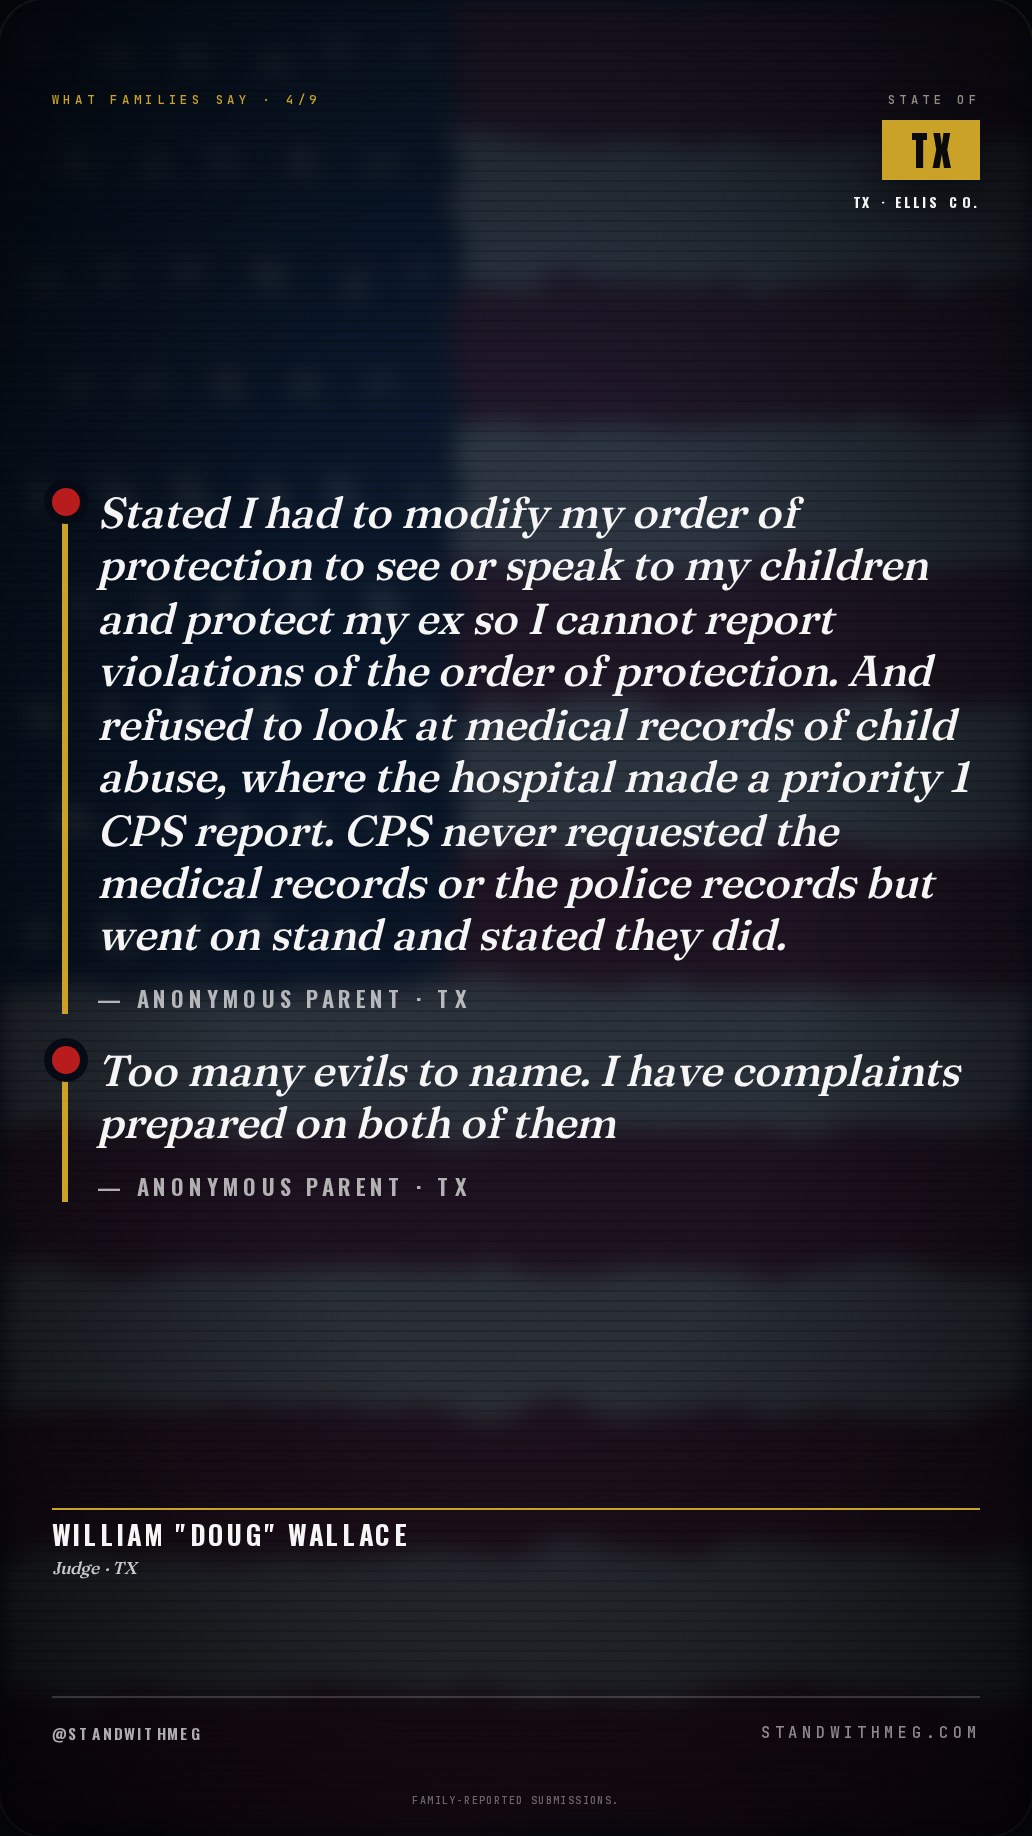 WHAT FAMILIES SAY · 4/9
STATE OF
TX
TX · ELLIS CO.
Stated I had to modify my order of
protection to see or speak to my children
and protect my ex so I cannot report
violations of the order of protection. And
refused to look at medical records of child
abuse, where the hospital made a priority 1
CPS report. CPS never requested the
medical records or the police records but
went on stand and stated they did.
— ANONYMOUS PARENT · TX
Too many evils to name. I have complaints
prepared on both of them
— ANONYMOUS PARENT · TX
WILLIAM "DOUG" WALLACE
Judge · TX
@STANDWITHMEG
STANDWITHMEG.COM
FAMILY-REPORTED SUBMISSIONS.